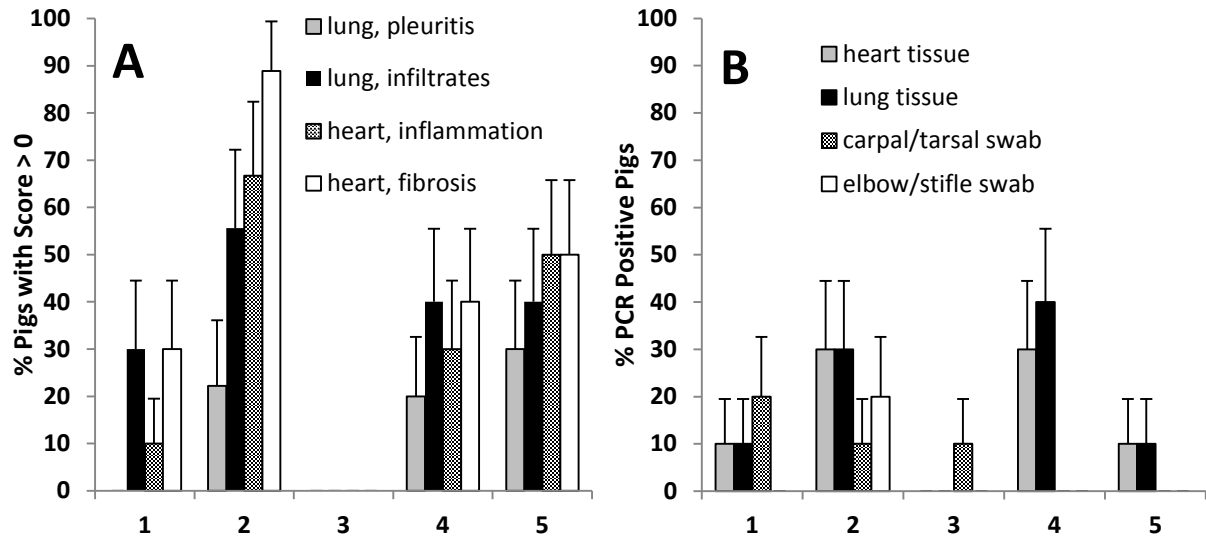 A
% Pigs with Score > 0
100
90
80
70
60
50
40
30
20
10
0
lung, pleuritis
lung, infiltrates
heart, inflammation
heart, fibrosis
1 2 3 4 5
B
% PCR Positive Pigs
100
90
80
70
60
50
40
30
20
10
0
heart tissue
lung tissue
carpal/tarsal swab
elbow/stifle swab
1 2 3 4 5